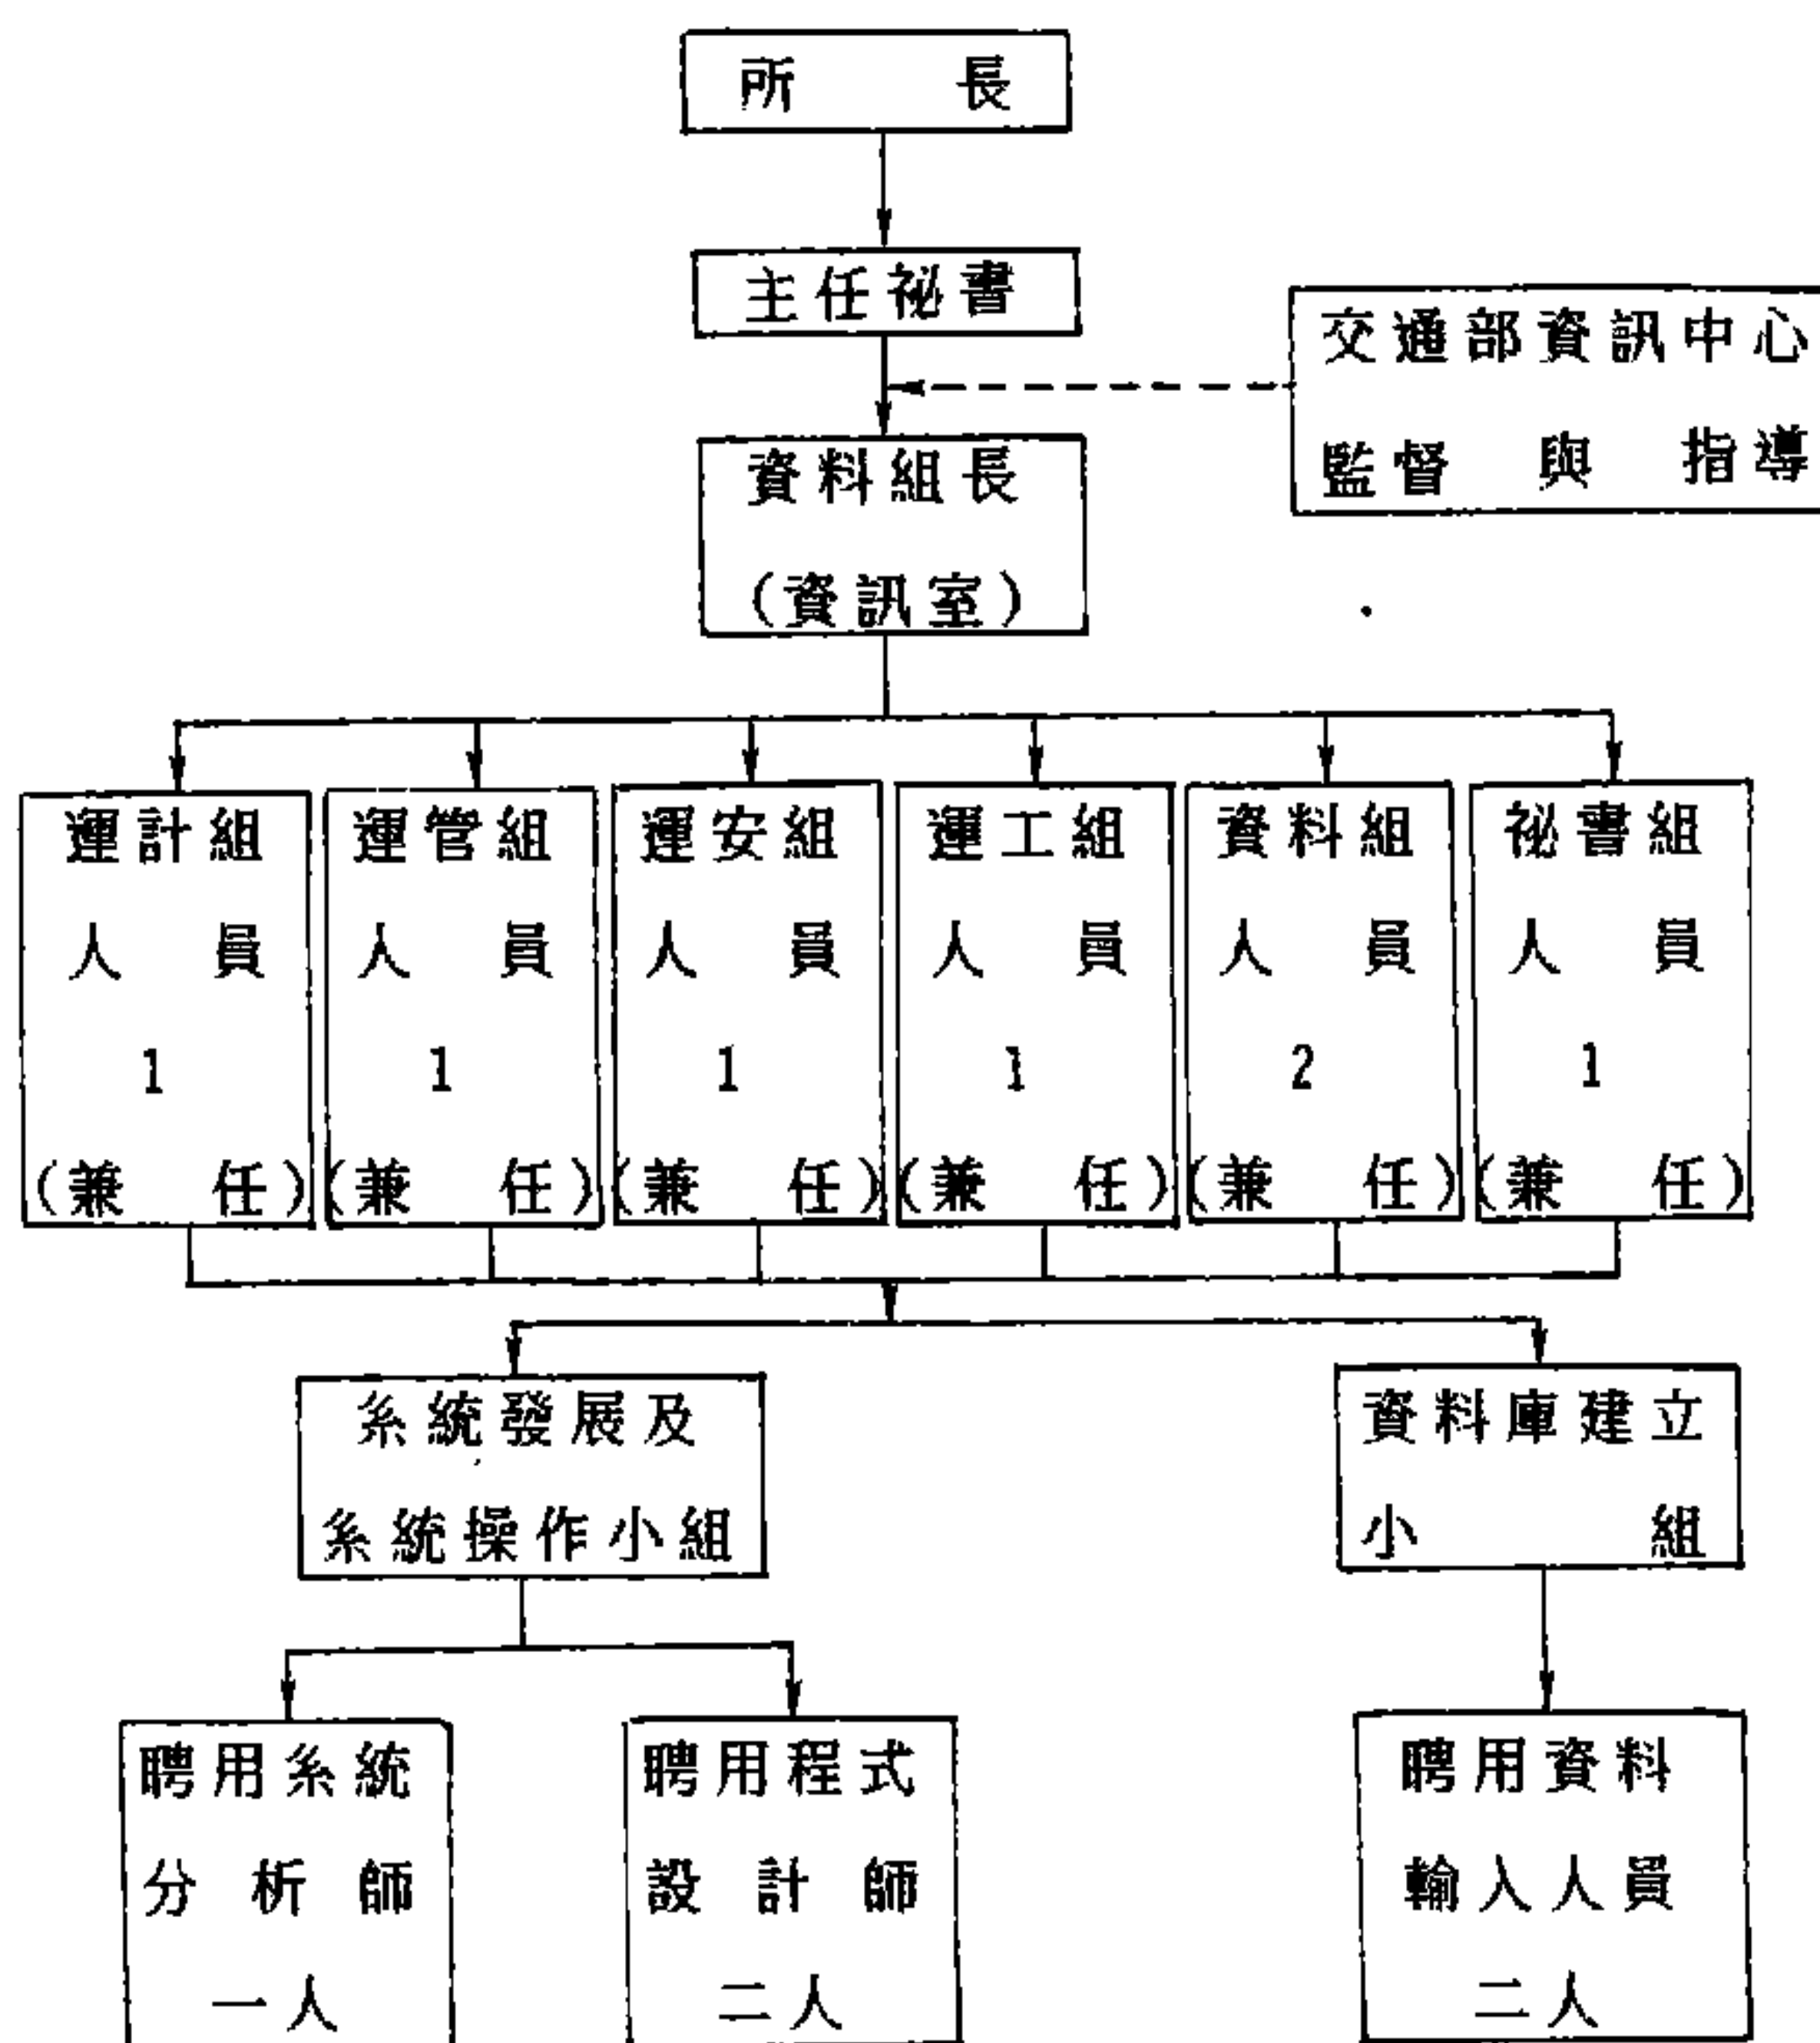 所 長
主任祕書
交通部資訊中心
監督 與 指導
資料組長
(資訊室)
運計組
人 員
1
(兼 任)
運管組
人 員
1
(兼 任)
運安組
人 員
1
(兼 任)
運工組
人 員
1
(兼 任)
資料組
人 員
2
(兼 任)
祕書組
人 員
1
(兼 任)
系統發展及
系統操作小組
資料庫建立
小 組
聘用系統
分析師
一人
聘用程式
設計師
二人
聘用資料
輸入人員
二人